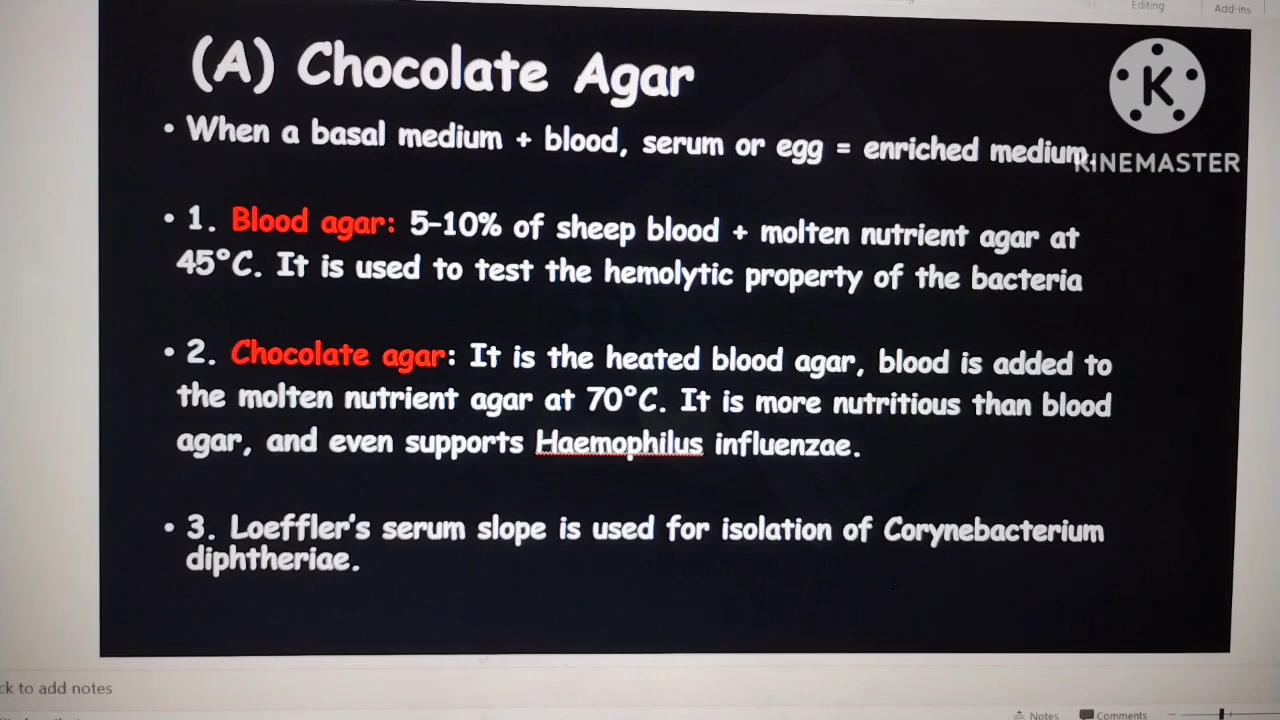 Editing
Add-ins
(A) Chocolate Agar
K
KINEMASTER
• When a basal medium + blood, serum or egg = enriched medium.
• 1. Blood agar: 5-10% of sheep blood + molten nutrient agar at
45°C. It is used to test the hemolytic property of the bacteria
• 2. Chocolate agar: It is the heated blood agar, blood is added to
the molten nutrient agar at 70°C. It is more nutritious than blood
agar, and even supports Haemophilus influenzae.
• 3. Loeffler's serum slope is used for isolation of Corynebacterium
diphtheriae.
ck to add notes
Notes
Comments